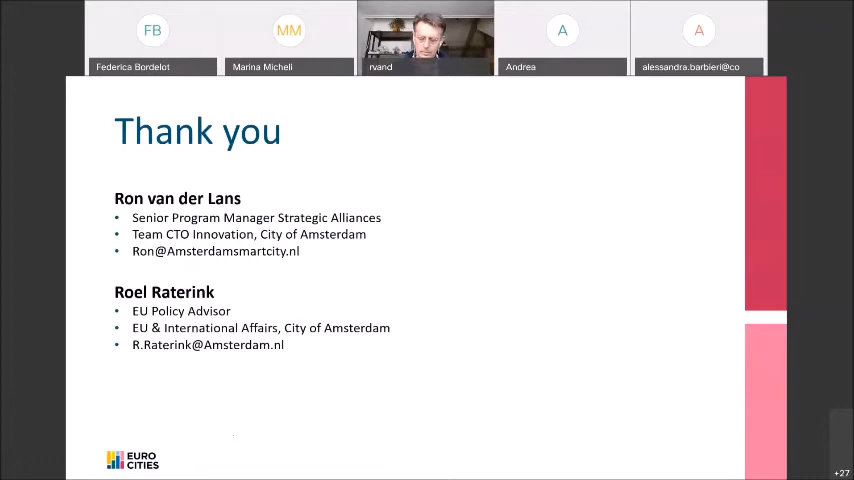 FB
MM
A
A
Federica Bordelot
Marina Micheli
rvand
Andrea
alessandra.barbieri@co
Thank you
Ron van der Lans
• Senior Program Manager Strategic Alliances
• Team CTO Innovation, City of Amsterdam
• Ron@Amsterdamsmartcity.nl
Roel Raterink
• EU Policy Advisor
• EU & International Affairs, City of Amsterdam
• R.Raterink@Amsterdam.nl
EURO
CITIES
+27